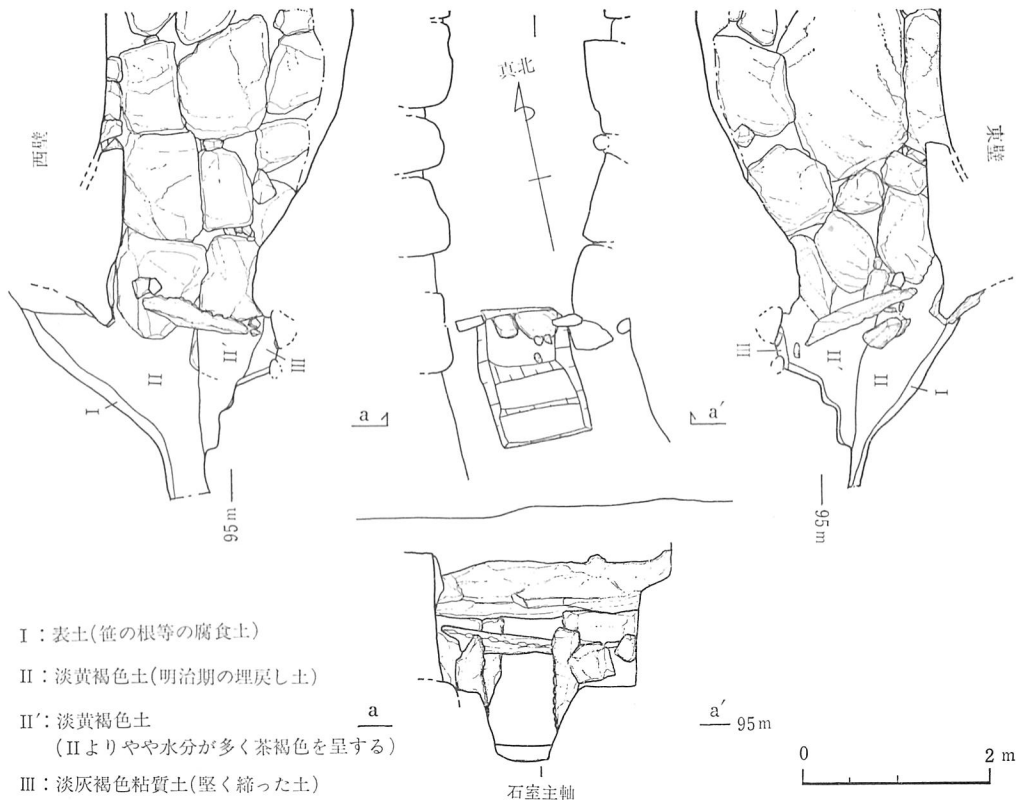 真北
西壁
東壁
II'
II
III
I
95m
III
II'
II
I
95m
a
a′
a
a′
95m
石室主軸
I：表土(笹の根等の腐食土)
II：淡黄褐色土(明治期の埋戻し土)
II′：淡黄褐色土
(IIよりやや水分が多く茶褐色を呈する)
III：淡灰褐色粘質土(堅く締った土)
0 2m